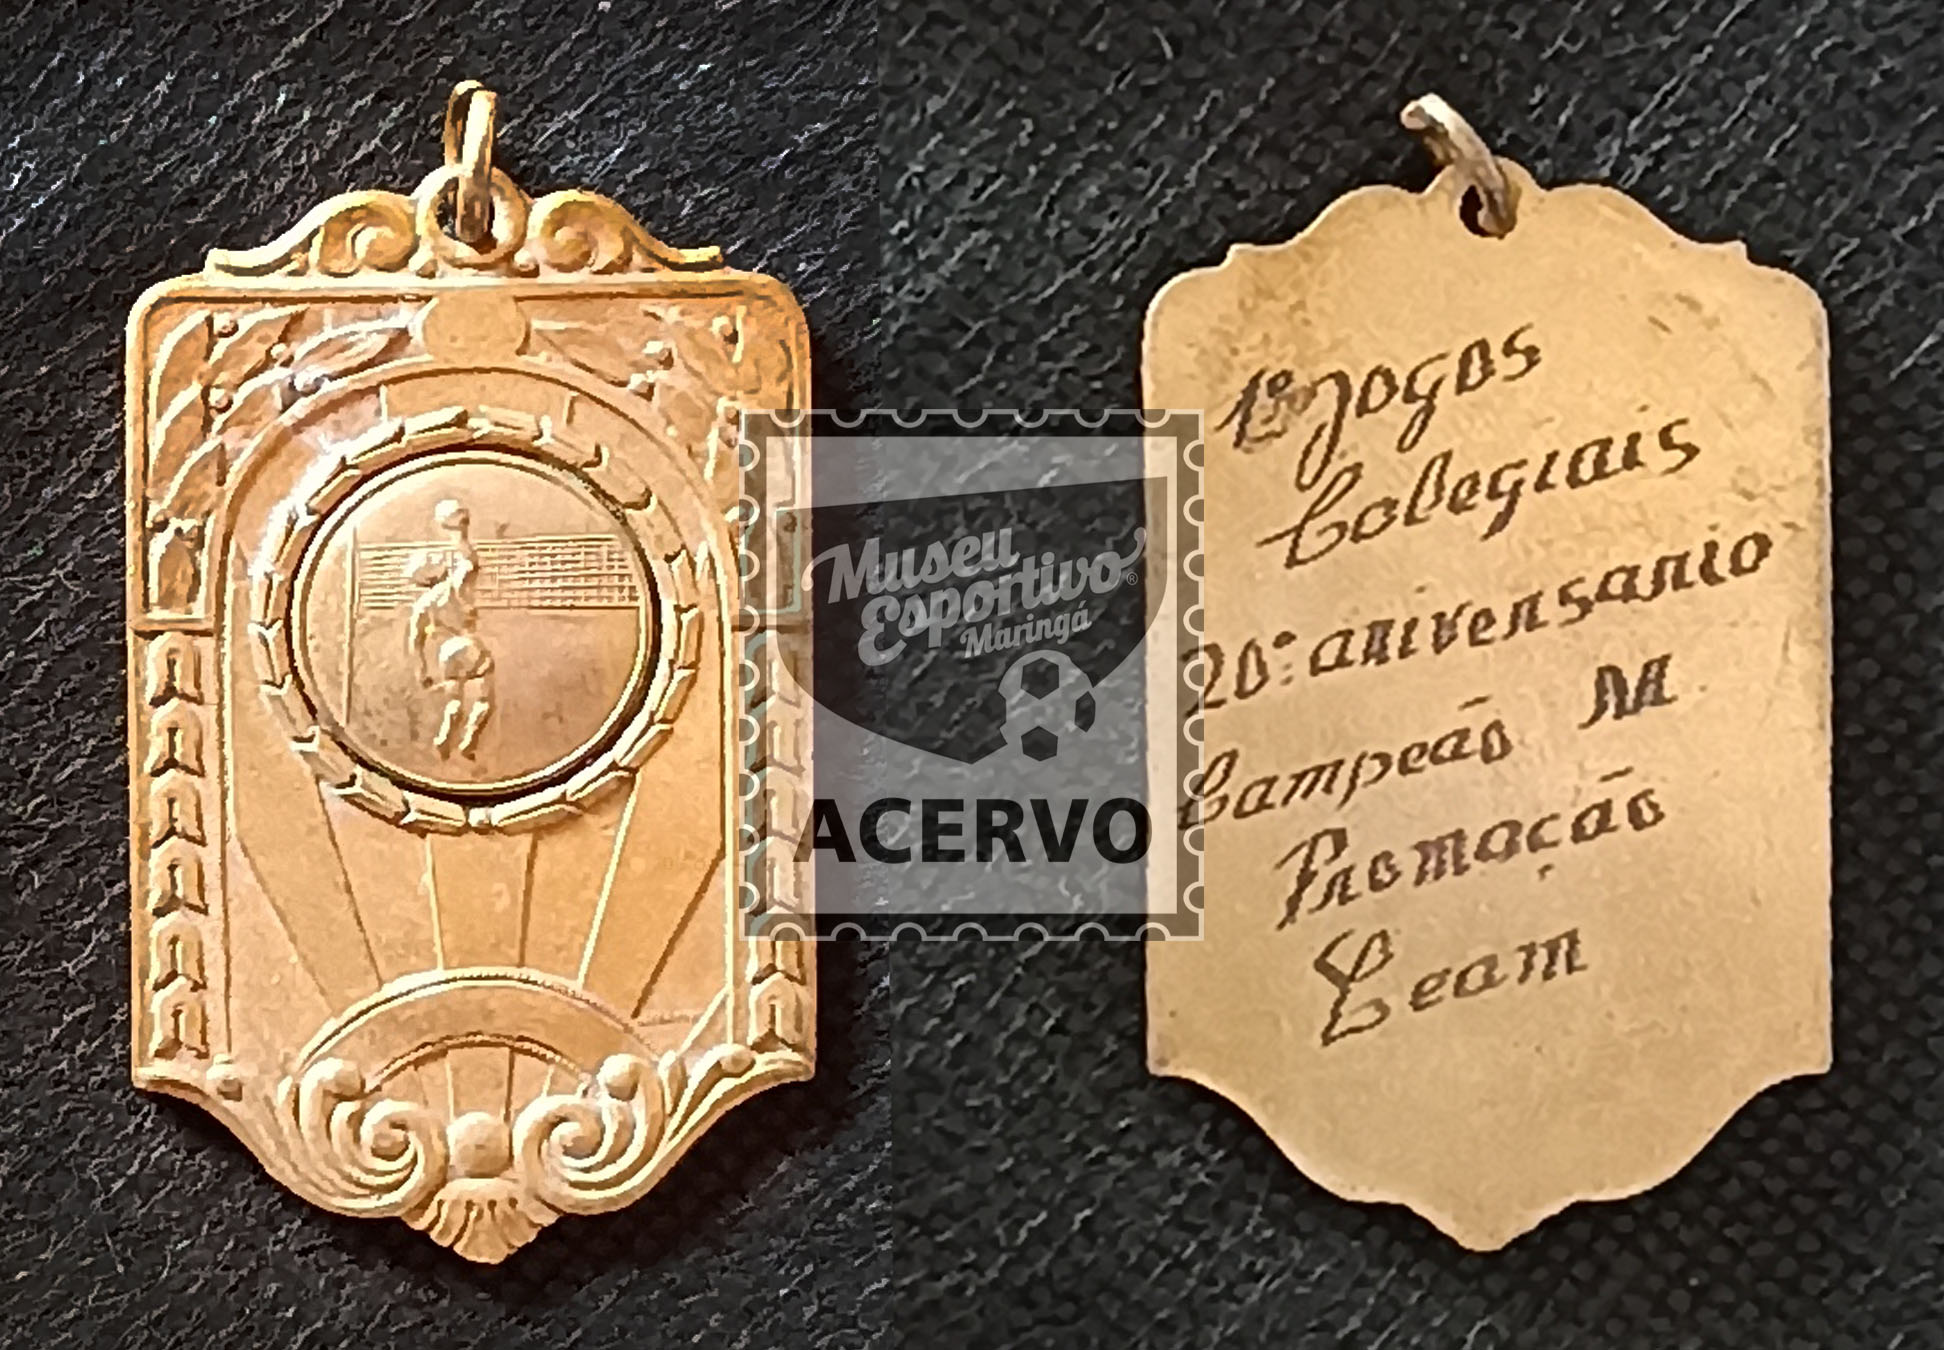 1º Jogos
Colegiais
20º aniversario
Campeão M
Promoção
Ceam
Museu
Esportivo®
Maringá
ACERVO